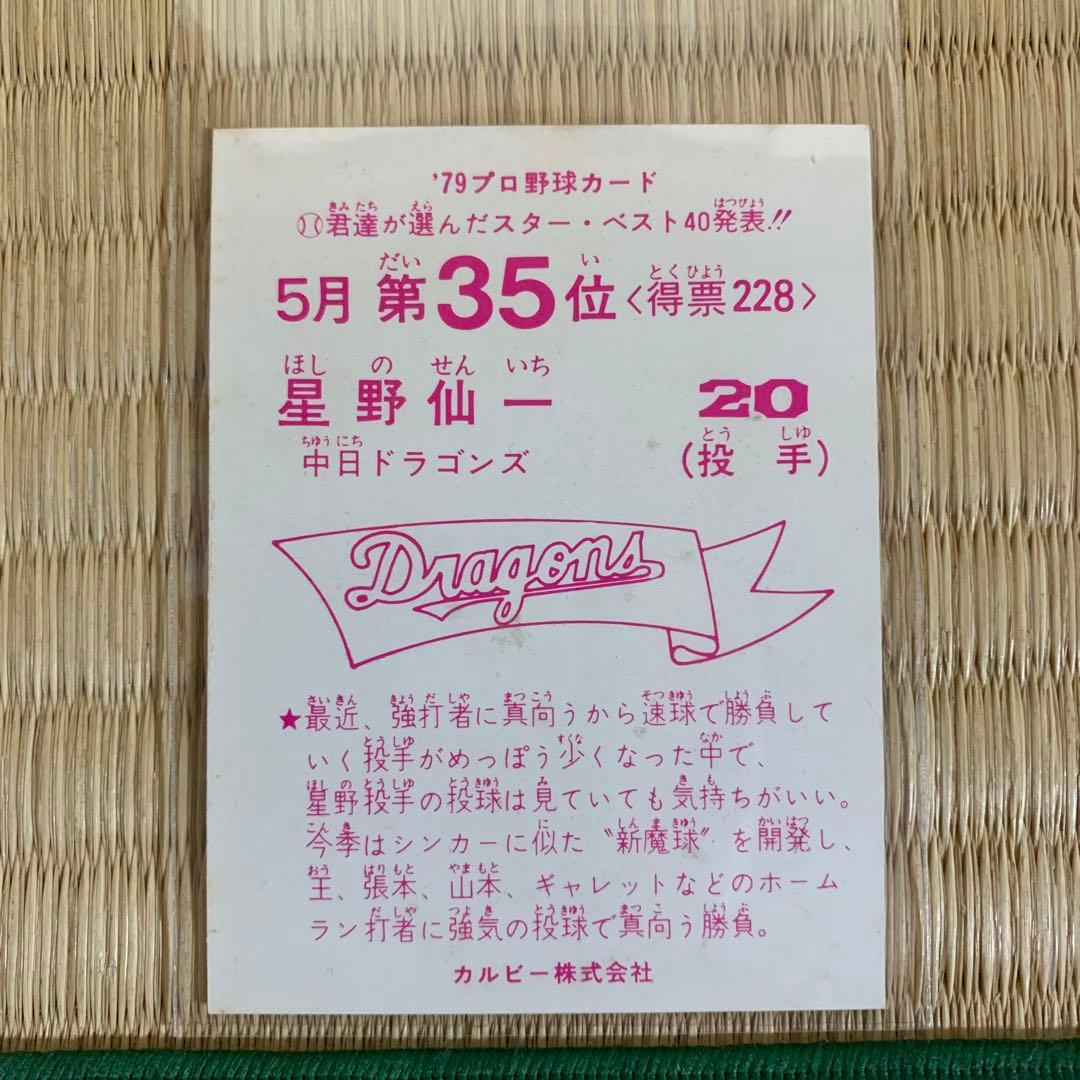 '79プロ野球カード
君達が選んだスター・ベスト40発表!!
5月 第35位〈得票228〉
星野仙一 20
中日ドラゴンズ (投手)
Dragons
★最近、強打者に真向うから速球で勝負して
いく投手がめっぽう少くなった中で、
星野投手の投球は見ていても気持ちがいい。
今季はシンカーに似た〝新魔球〟を開発し、
王、張本、山本、ギャレットなどのホーム
ラン打者に強気の投球で真向う勝負。
カルビー株式会社